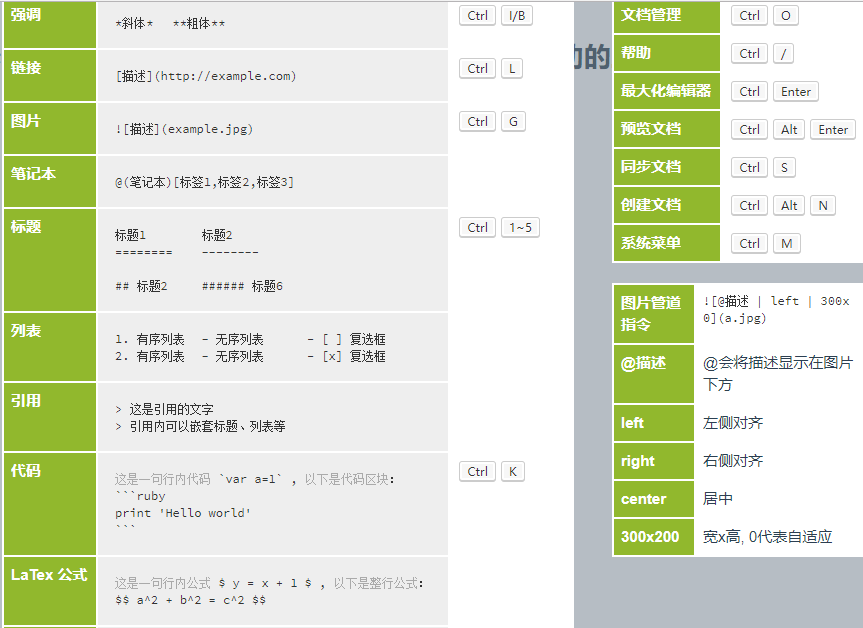 强调
*斜体*   **粗体**
Ctrl I/B
链接
[描述](http://example.com)
Ctrl L
图片
![描述](example.jpg)
Ctrl G
笔记本
@(笔记本)[标签1,标签2,标签3]
标题
标题1        标题2
========    --------
## 标题2     ###### 标题6
Ctrl 1~5
列表
1. 有序列表   - 无序列表       - [ ] 复选框
2. 有序列表   - 无序列表       - [x] 复选框
引用
> 这是引用的文字
> 引用内可以嵌套标题、列表等
代码
这是一句行内代码 `var a=1` , 以下是代码区块:
```ruby
print 'Hello world'
```
Ctrl K
LaTex 公式
这是一句行内公式 $ y = x + 1 $ , 以下是整行公式:
$$ a^2 + b^2 = c^2 $$
的
文档管理 Ctrl O
帮助 Ctrl /
最大化编辑器 Ctrl Enter
预览文档 Ctrl Alt Enter
同步文档 Ctrl S
创建文档 Ctrl Alt N
系统菜单 Ctrl M
图片管道
指令
![@描述 | left | 300x
0](a.jpg)
@描述
@会将描述显示在图片
下方
left 左侧对齐
right 右侧对齐
center 居中
300x200 宽x高, 0代表自适应